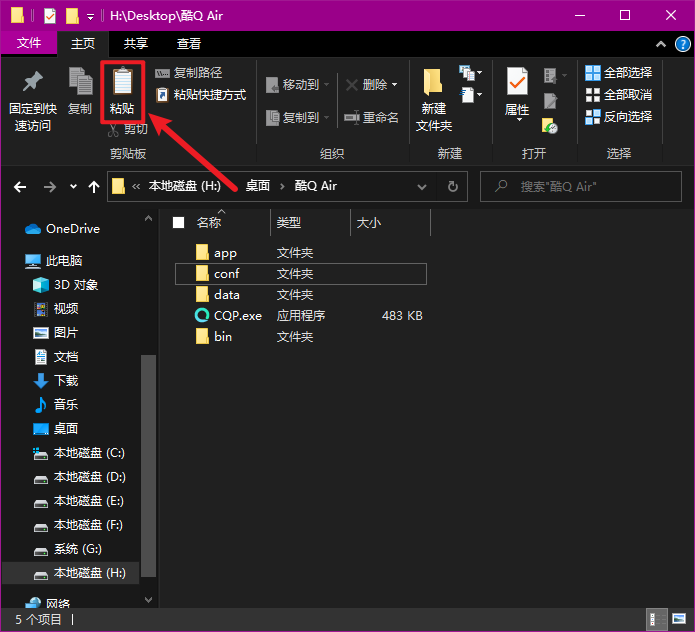 H:\Desktop\酷Q Air
文件 主页 共享 查看
固定到快
速访问
复制
粘贴
复制路径
粘贴快捷方式
剪切
剪贴板
移动到
复制到
删除
重命名
组织
新建
文件夹
新建
属性
打开
全部选择
全部取消
反向选择
选择
« 本地磁盘 (H:) 桌面 › 酷Q Air
搜索"酷Q Air"
OneDrive
此电脑
3D 对象
视频
图片
文档
下载
音乐
桌面
本地磁盘 (C:)
本地磁盘 (D:)
本地磁盘 (E:)
本地磁盘 (F:)
系统 (G:)
本地磁盘 (H:)
网络
名称 类型 大小
app 文件夹
conf 文件夹
data 文件夹
CQP.exe 应用程序 483 KB
bin 文件夹
5 个项目